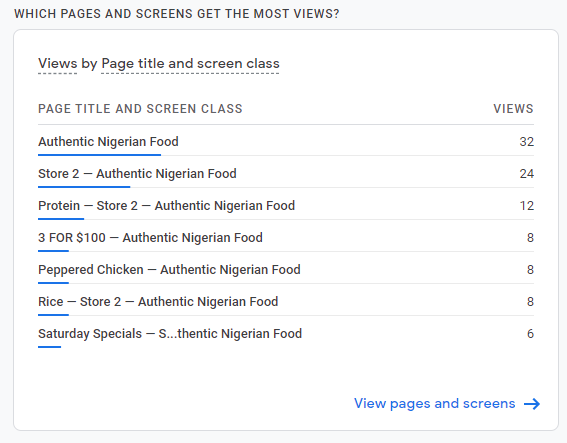 WHICH PAGES AND SCREENS GET THE MOST VIEWS?
Views by Page title and screen class
PAGE TITLE AND SCREEN CLASS VIEWS
Authentic Nigerian Food 32
Store 2 — Authentic Nigerian Food 24
Protein — Store 2 — Authentic Nigerian Food 12
3 FOR $100 — Authentic Nigerian Food 8
Peppered Chicken — Authentic Nigerian Food 8
Rice — Store 2 — Authentic Nigerian Food 8
Saturday Specials — S...thentic Nigerian Food 6
View pages and screens →